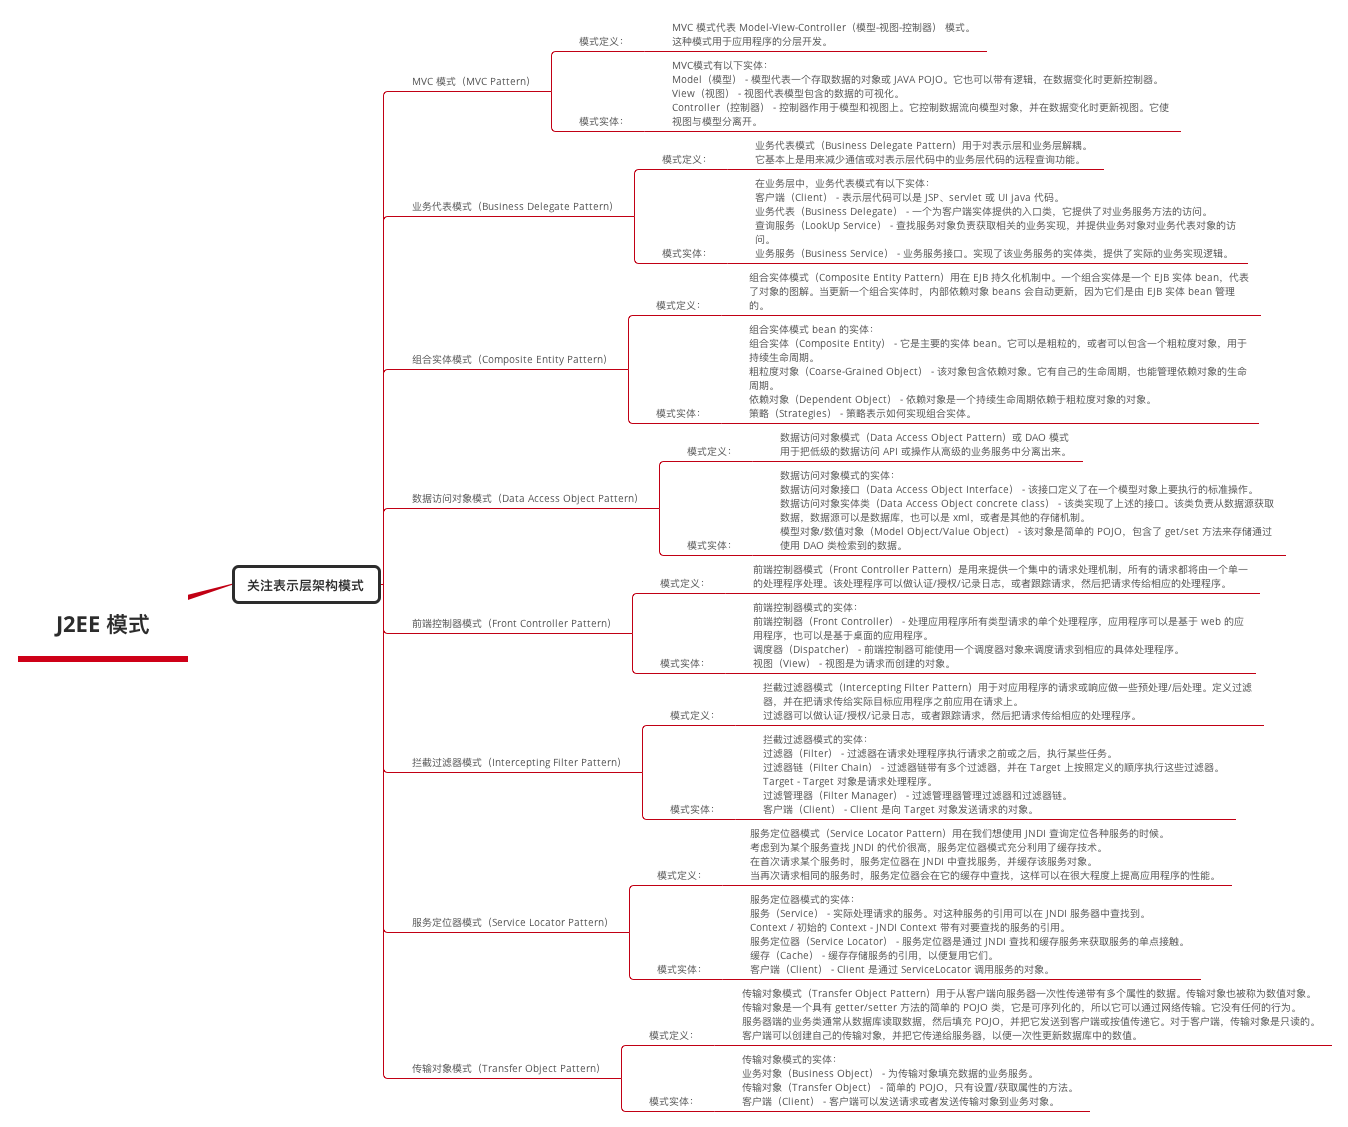 J2EE 模式
关注表示层架构模式
MVC 模式（MVC Pattern）
模式定义：
MVC 模式代表 Model-View-Controller（模型-视图-控制器） 模式。
这种模式用于应用程序的分层开发。
模式实体：
MVC模式有以下实体：
Model（模型） - 模型代表一个存取数据的对象或 JAVA POJO。它也可以带有逻辑，在数据变化时更新控制器。
View（视图） - 视图代表模型包含的数据的可视化。
Controller（控制器） - 控制器作用于模型和视图上。它控制数据流向模型对象，并在数据变化时更新视图。它使
视图与模型分离开。
业务代表模式（Business Delegate Pattern）
模式定义：
业务代表模式（Business Delegate Pattern）用于对表示层和业务层解耦。
它基本上是用来减少通信或对表示层代码中的业务层代码的远程查询功能。
模式实体：
在业务层中，业务代表模式有以下实体：
客户端（Client） - 表示层代码可以是 JSP、servlet 或 UI java 代码。
业务代表（Business Delegate） - 一个为客户端实体提供的入口类，它提供了对业务服务方法的访问。
查询服务（LookUp Service） - 查找服务对象负责获取相关的业务实现，并提供业务对象对业务代表对象的访
问。
业务服务（Business Service） - 业务服务接口。实现了该业务服务的实体类，提供了实际的业务实现逻辑。
组合实体模式（Composite Entity Pattern）
模式定义：
组合实体模式（Composite Entity Pattern）用在 EJB 持久化机制中。一个组合实体是一个 EJB 实体 bean，代表
了对象的图解。当更新一个组合实体时，内部依赖对象 beans 会自动更新，因为它们是由 EJB 实体 bean 管理
的。
模式实体：
组合实体模式 bean 的实体：
组合实体（Composite Entity） - 它是主要的实体 bean。它可以是粗粒的，或者可以包含一个粗粒度对象，用于
持续生命周期。
粗粒度对象（Coarse-Grained Object） - 该对象包含依赖对象。它有自己的生命周期，也能管理依赖对象的生命
周期。
依赖对象（Dependent Object） - 依赖对象是一个持续生命周期依赖于粗粒度对象的对象。
策略（Strategies） - 策略表示如何实现组合实体。
数据访问对象模式（Data Access Object Pattern）
模式定义：
数据访问对象模式（Data Access Object Pattern）或 DAO 模式
用于把低级的数据访问 API 或操作从高级的业务服务中分离出来。
模式实体：
数据访问对象模式的实体：
数据访问对象接口（Data Access Object Interface） - 该接口定义了在一个模型对象上要执行的标准操作。
数据访问对象实体类（Data Access Object concrete class） - 该类实现了上述的接口。该类负责从数据源获取
数据，数据源可以是数据库，也可以是 xml，或者是其他的存储机制。
模型对象/数值对象（Model Object/Value Object） - 该对象是简单的 POJO，包含了 get/set 方法来存储通过
使用 DAO 类检索到的数据。
前端控制器模式（Front Controller Pattern）
模式定义：
前端控制器模式（Front Controller Pattern）是用来提供一个集中的请求处理机制，所有的请求都将由一个单一
的处理程序处理。该处理程序可以做认证/授权/记录日志，或者跟踪请求，然后把请求传给相应的处理程序。
模式实体：
前端控制器模式的实体：
前端控制器（Front Controller） - 处理应用程序所有类型请求的单个处理程序，应用程序可以是基于 web 的应
用程序，也可以是基于桌面的应用程序。
调度器（Dispatcher） - 前端控制器可能使用一个调度器对象来调度请求到相应的具体处理程序。
视图（View） - 视图是为请求而创建的对象。
拦截过滤器模式（Intercepting Filter Pattern）
模式定义：
拦截过滤器模式（Intercepting Filter Pattern）用于对应用程序的请求或响应做一些预处理/后处理。定义过滤
器，并在把请求传给实际目标应用程序之前应用在请求上。
过滤器可以做认证/授权/记录日志，或者跟踪请求，然后把请求传给相应的处理程序。
模式实体：
拦截过滤器模式的实体：
过滤器（Filter） - 过滤器在请求处理程序执行请求之前或之后，执行某些任务。
过滤器链（Filter Chain） - 过滤器链带有多个过滤器，并在 Target 上按照定义的顺序执行这些过滤器。
Target - Target 对象是请求处理程序。
过滤管理器（Filter Manager） - 过滤管理器管理过滤器和过滤器链。
客户端（Client） - Client 是向 Target 对象发送请求的对象。
服务定位器模式（Service Locator Pattern）
模式定义：
服务定位器模式（Service Locator Pattern）用在我们想使用 JNDI 查询定位各种服务的时候。
考虑到为某个服务查找 JNDI 的代价很高，服务定位器模式充分利用了缓存技术。
在首次请求某个服务时，服务定位器在 JNDI 中查找服务，并缓存该服务对象。
当再次请求相同的服务时，服务定位器会在它的缓存中查找，这样可以在很大程度上提高应用程序的性能。
模式实体：
服务定位器模式的实体：
服务（Service） - 实际处理请求的服务。对这种服务的引用可以在 JNDI 服务器中查找到。
Context / 初始的 Context - JNDI Context 带有对要查找的服务的引用。
服务定位器（Service Locator） - 服务定位器是通过 JNDI 查找和缓存服务来获取服务的单点接触。
缓存（Cache） - 缓存存储服务的引用，以便复用它们。
客户端（Client） - Client 是通过 ServiceLocator 调用服务的对象。
传输对象模式（Transfer Object Pattern）
模式定义：
传输对象模式（Transfer Object Pattern）用于从客户端向服务器一次性传递带有多个属性的数据。传输对象也被称为数值对象。
传输对象是一个具有 getter/setter 方法的简单的 POJO 类，它是可序列化的，所以它可以通过网络传输。它没有任何的行为。
服务器端的业务类通常从数据库读取数据，然后填充 POJO，并把它发送到客户端或按值传递它。对于客户端，传输对象是只读的。
客户端可以创建自己的传输对象，并把它传递给服务器，以便一次性更新数据库中的数值。
模式实体：
传输对象模式的实体：
业务对象（Business Object） - 为传输对象填充数据的业务服务。
传输对象（Transfer Object） - 简单的 POJO，只有设置/获取属性的方法。
客户端（Client） - 客户端可以发送请求或者发送传输对象到业务对象。